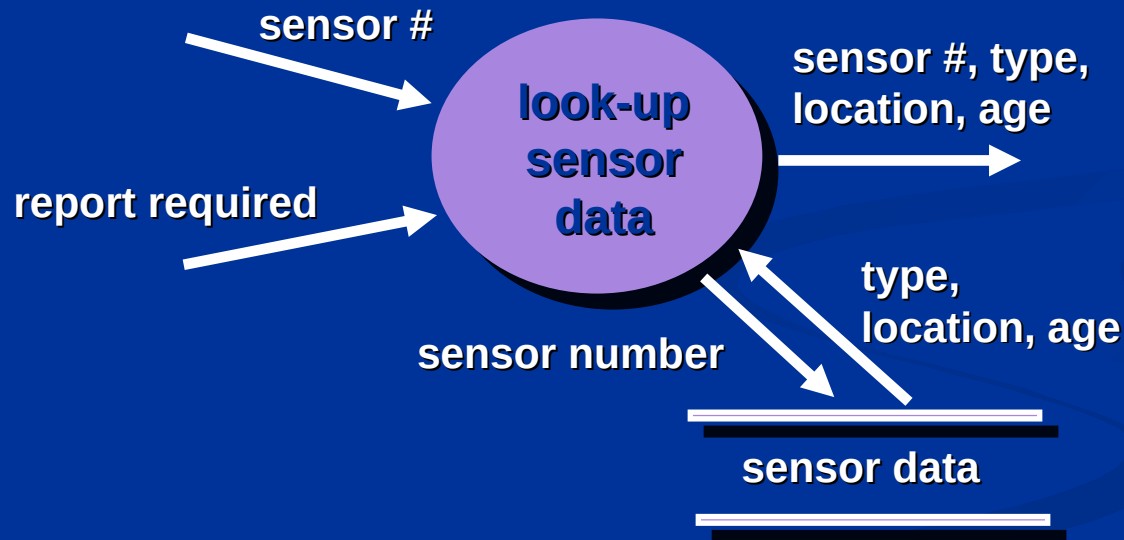 sensor #
look-up
sensor
data
sensor #, type,
location, age
report required
type,
location, age
sensor number
sensor data